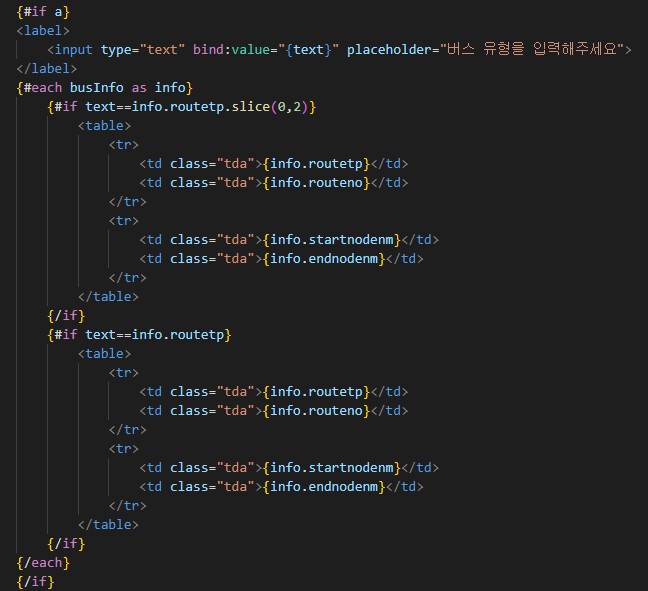 {#if a}
<label>
    <input type="text" bind:value="{text}" placeholder="버스 유형을 입력해주세요">
</label>
{#each busInfo as info}
    {#if text==info.routetp.slice(0,2)}
        <table>
            <tr>
                <td class="tda">{info.routetp}</td>
                <td class="tda">{info.routeno}</td>
            </tr>
            <tr>
                <td class="tda">{info.startnodenm}</td>
                <td class="tda">{info.endnodenm}</td>
            </tr>
        </table>
    {/if}
    {#if text==info.routetp}
        <table>
            <tr>
                <td class="tda">{info.routetp}</td>
                <td class="tda">{info.routeno}</td>
            </tr>
            <tr>
                <td class="tda">{info.startnodenm}</td>
                <td class="tda">{info.endnodenm}</td>
            </tr>
        </table>
    {/if}
{/each}
{/if}